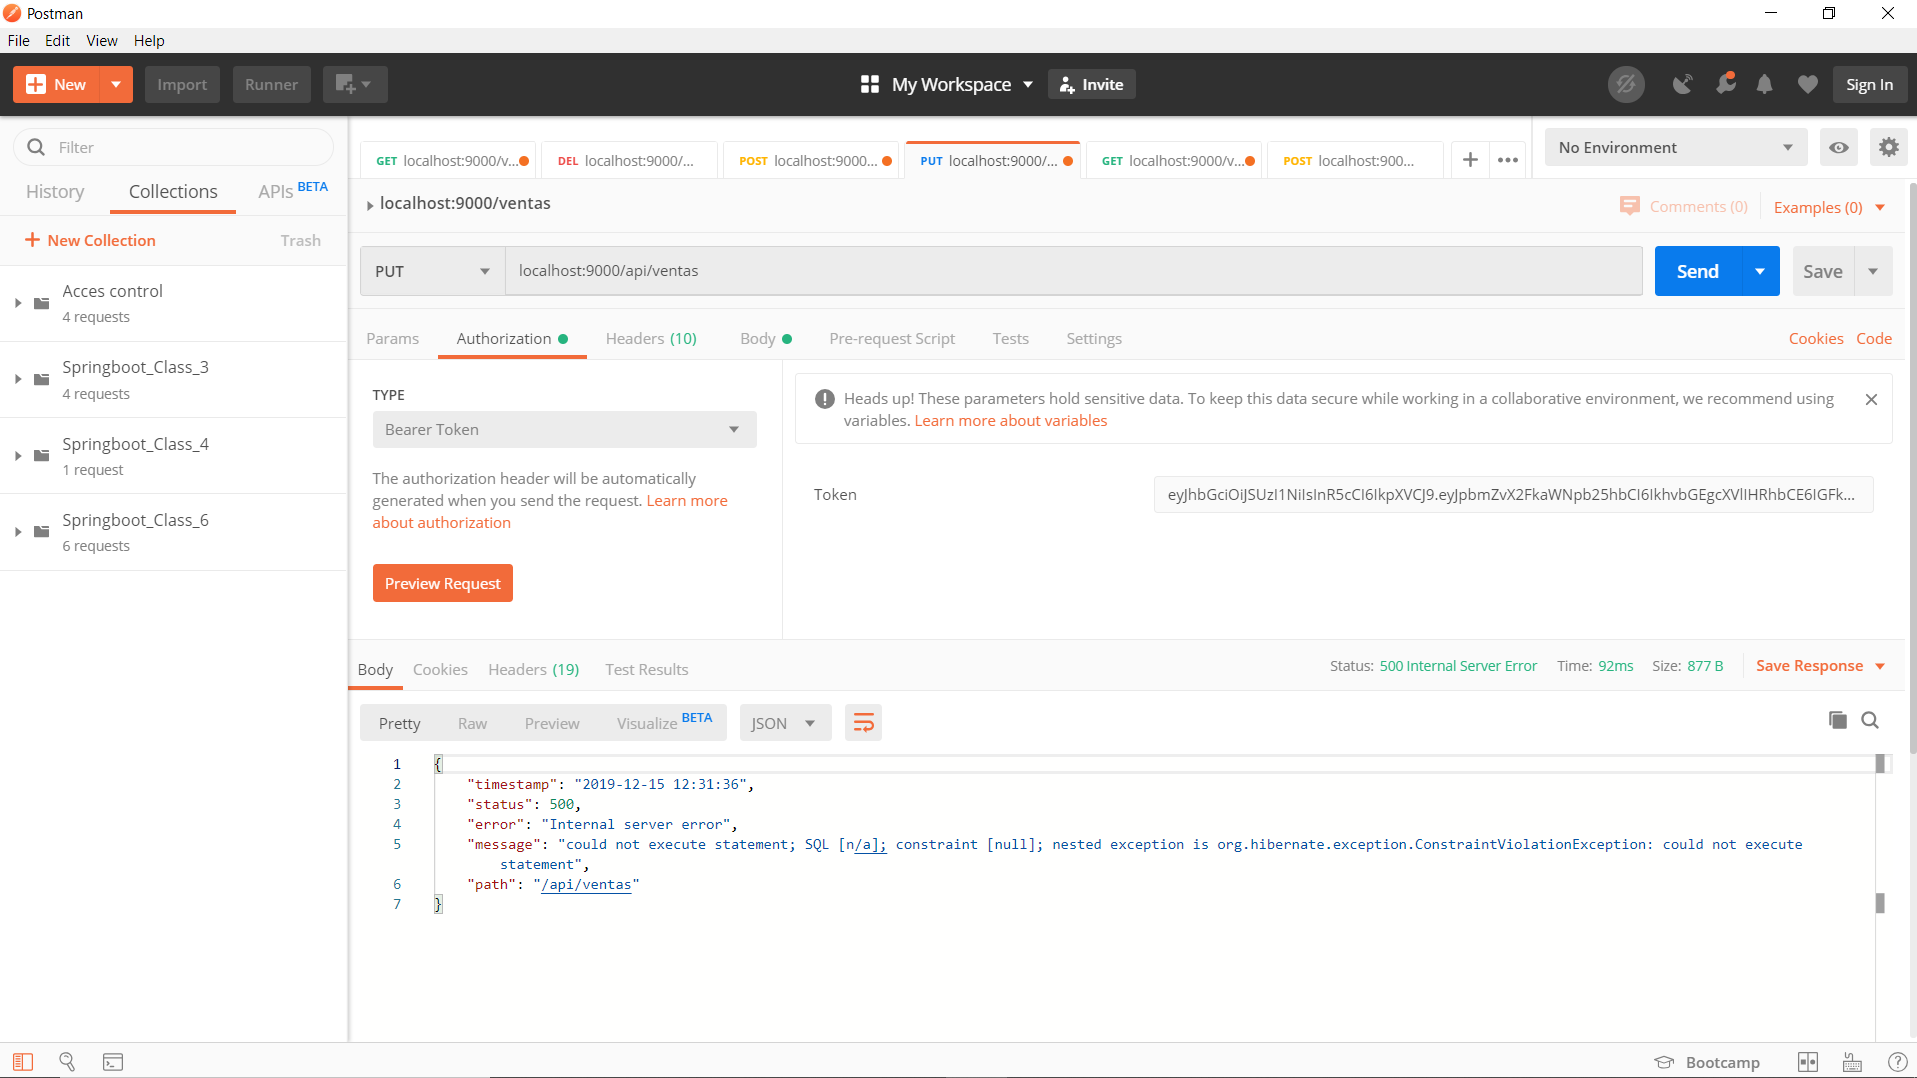 Postman
File Edit View Help
New Import Runner My Workspace Invite Sign In
Filter
History Collections APIs BETA
New Collection Trash
Acces control
4 requests
Springboot_Class_3
4 requests
Springboot_Class_4
1 request
Springboot_Class_6
6 requests
GET localhost:9000/v... DEL localhost:9000/... POST localhost:9000... PUT localhost:9000/... GET localhost:9000/v... POST localhost:900... No Environment
localhost:9000/ventas Comments (0) Examples (0)
PUT localhost:9000/api/ventas Send Save
Params Authorization Headers (10) Body Pre-request Script Tests Settings Cookies Code
TYPE
Bearer Token
The authorization header will be automatically
generated when you send the request. Learn more
about authorization
Preview Request
Heads up! These parameters hold sensitive data. To keep this data secure while working in a collaborative environment, we recommend using
variables. Learn more about variables
Token eyJhbGciOiJSUzI1NiIsInR5cCI6IkpXVCJ9.eyJpbmZvX2FkaWNpb25hbCI6IkhvbGEgcXVlIHRhbCE6IGFk...
Body Cookies Headers (19) Test Results Status: 500 Internal Server Error Time: 92ms Size: 877 B Save Response
Pretty Raw Preview Visualize BETA JSON
1 {
2 "timestamp": "2019-12-15 12:31:36",
3 "status": 500,
4 "error": "Internal server error",
5 "message": "could not execute statement; SQL [n/a]; constraint [null]; nested exception is org.hibernate.exception.ConstraintViolationException: could not execute
statement",
6 "path": "/api/ventas"
7 }
Bootcamp